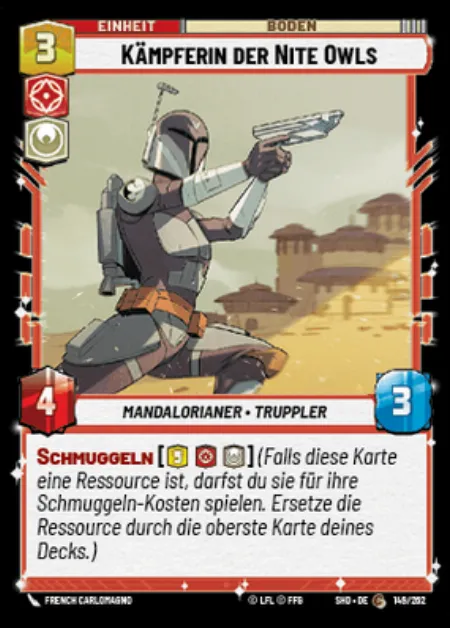 EINHEIT
BODEN
3
KÄMPFERIN DER NITE OWLS
4
MANDALORIANER • TRUPPLER
3
SCHMUGGELN [5] (Falls diese Karte
eine Ressource ist, darfst du sie für ihre
Schmuggeln-Kosten spielen. Ersetze die
Ressource durch die oberste Karte deines
Decks.)
FRENCH CARLOMAGNO
© LFL © FFG
SHD • DE
149/262